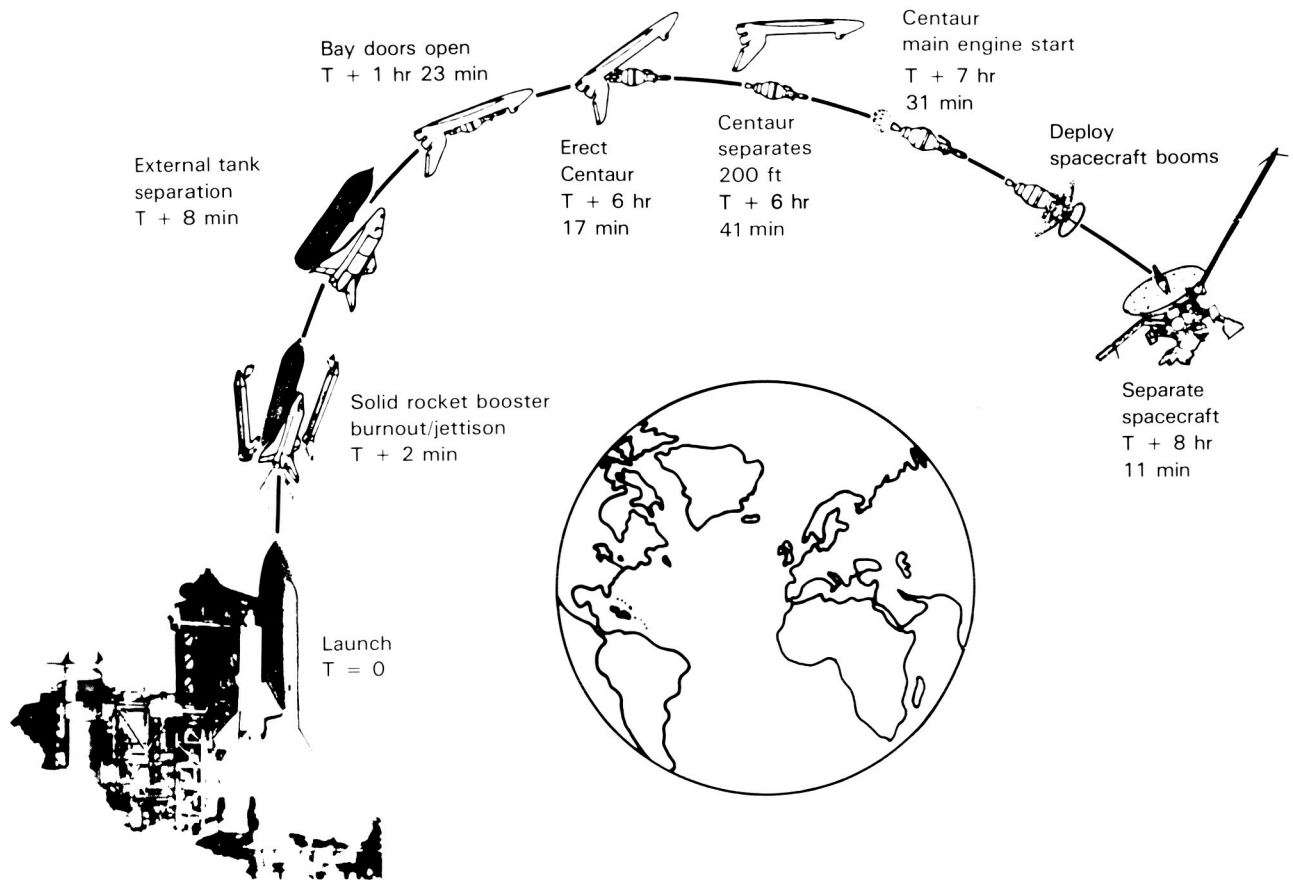 Launch
T = 0
Solid rocket booster
burnout/jettison
T + 2 min
External tank
separation
T + 8 min
Bay doors open
T + 1 hr 23 min
Erect
Centaur
T + 6 hr
17 min
Centaur
separates
200 ft
T + 6 hr
41 min
Centaur
main engine start
T + 7 hr
31 min
Deploy
spacecraft booms
Separate
spacecraft
T + 8 hr
11 min